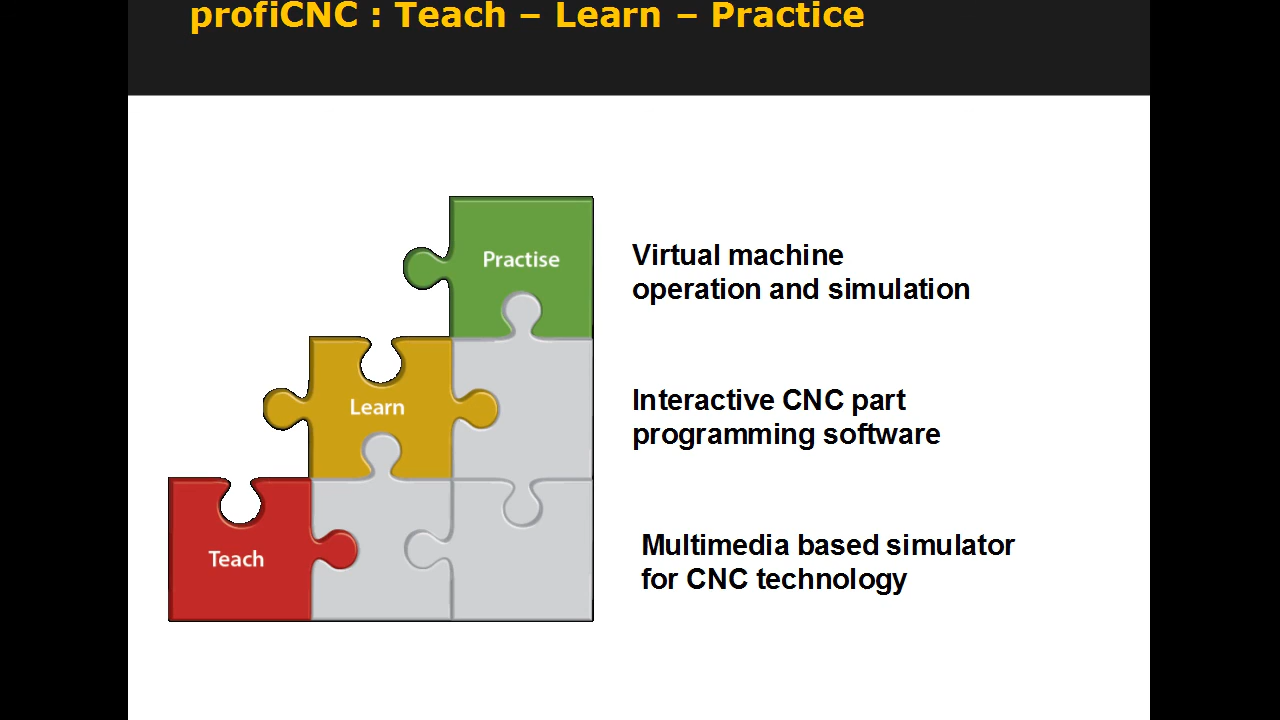 profiCNC : Teach – Learn – Practice
Practise
Virtual machine
operation and simulation
Learn
Interactive CNC part
programming software
Teach
Multimedia based simulator
for CNC technology